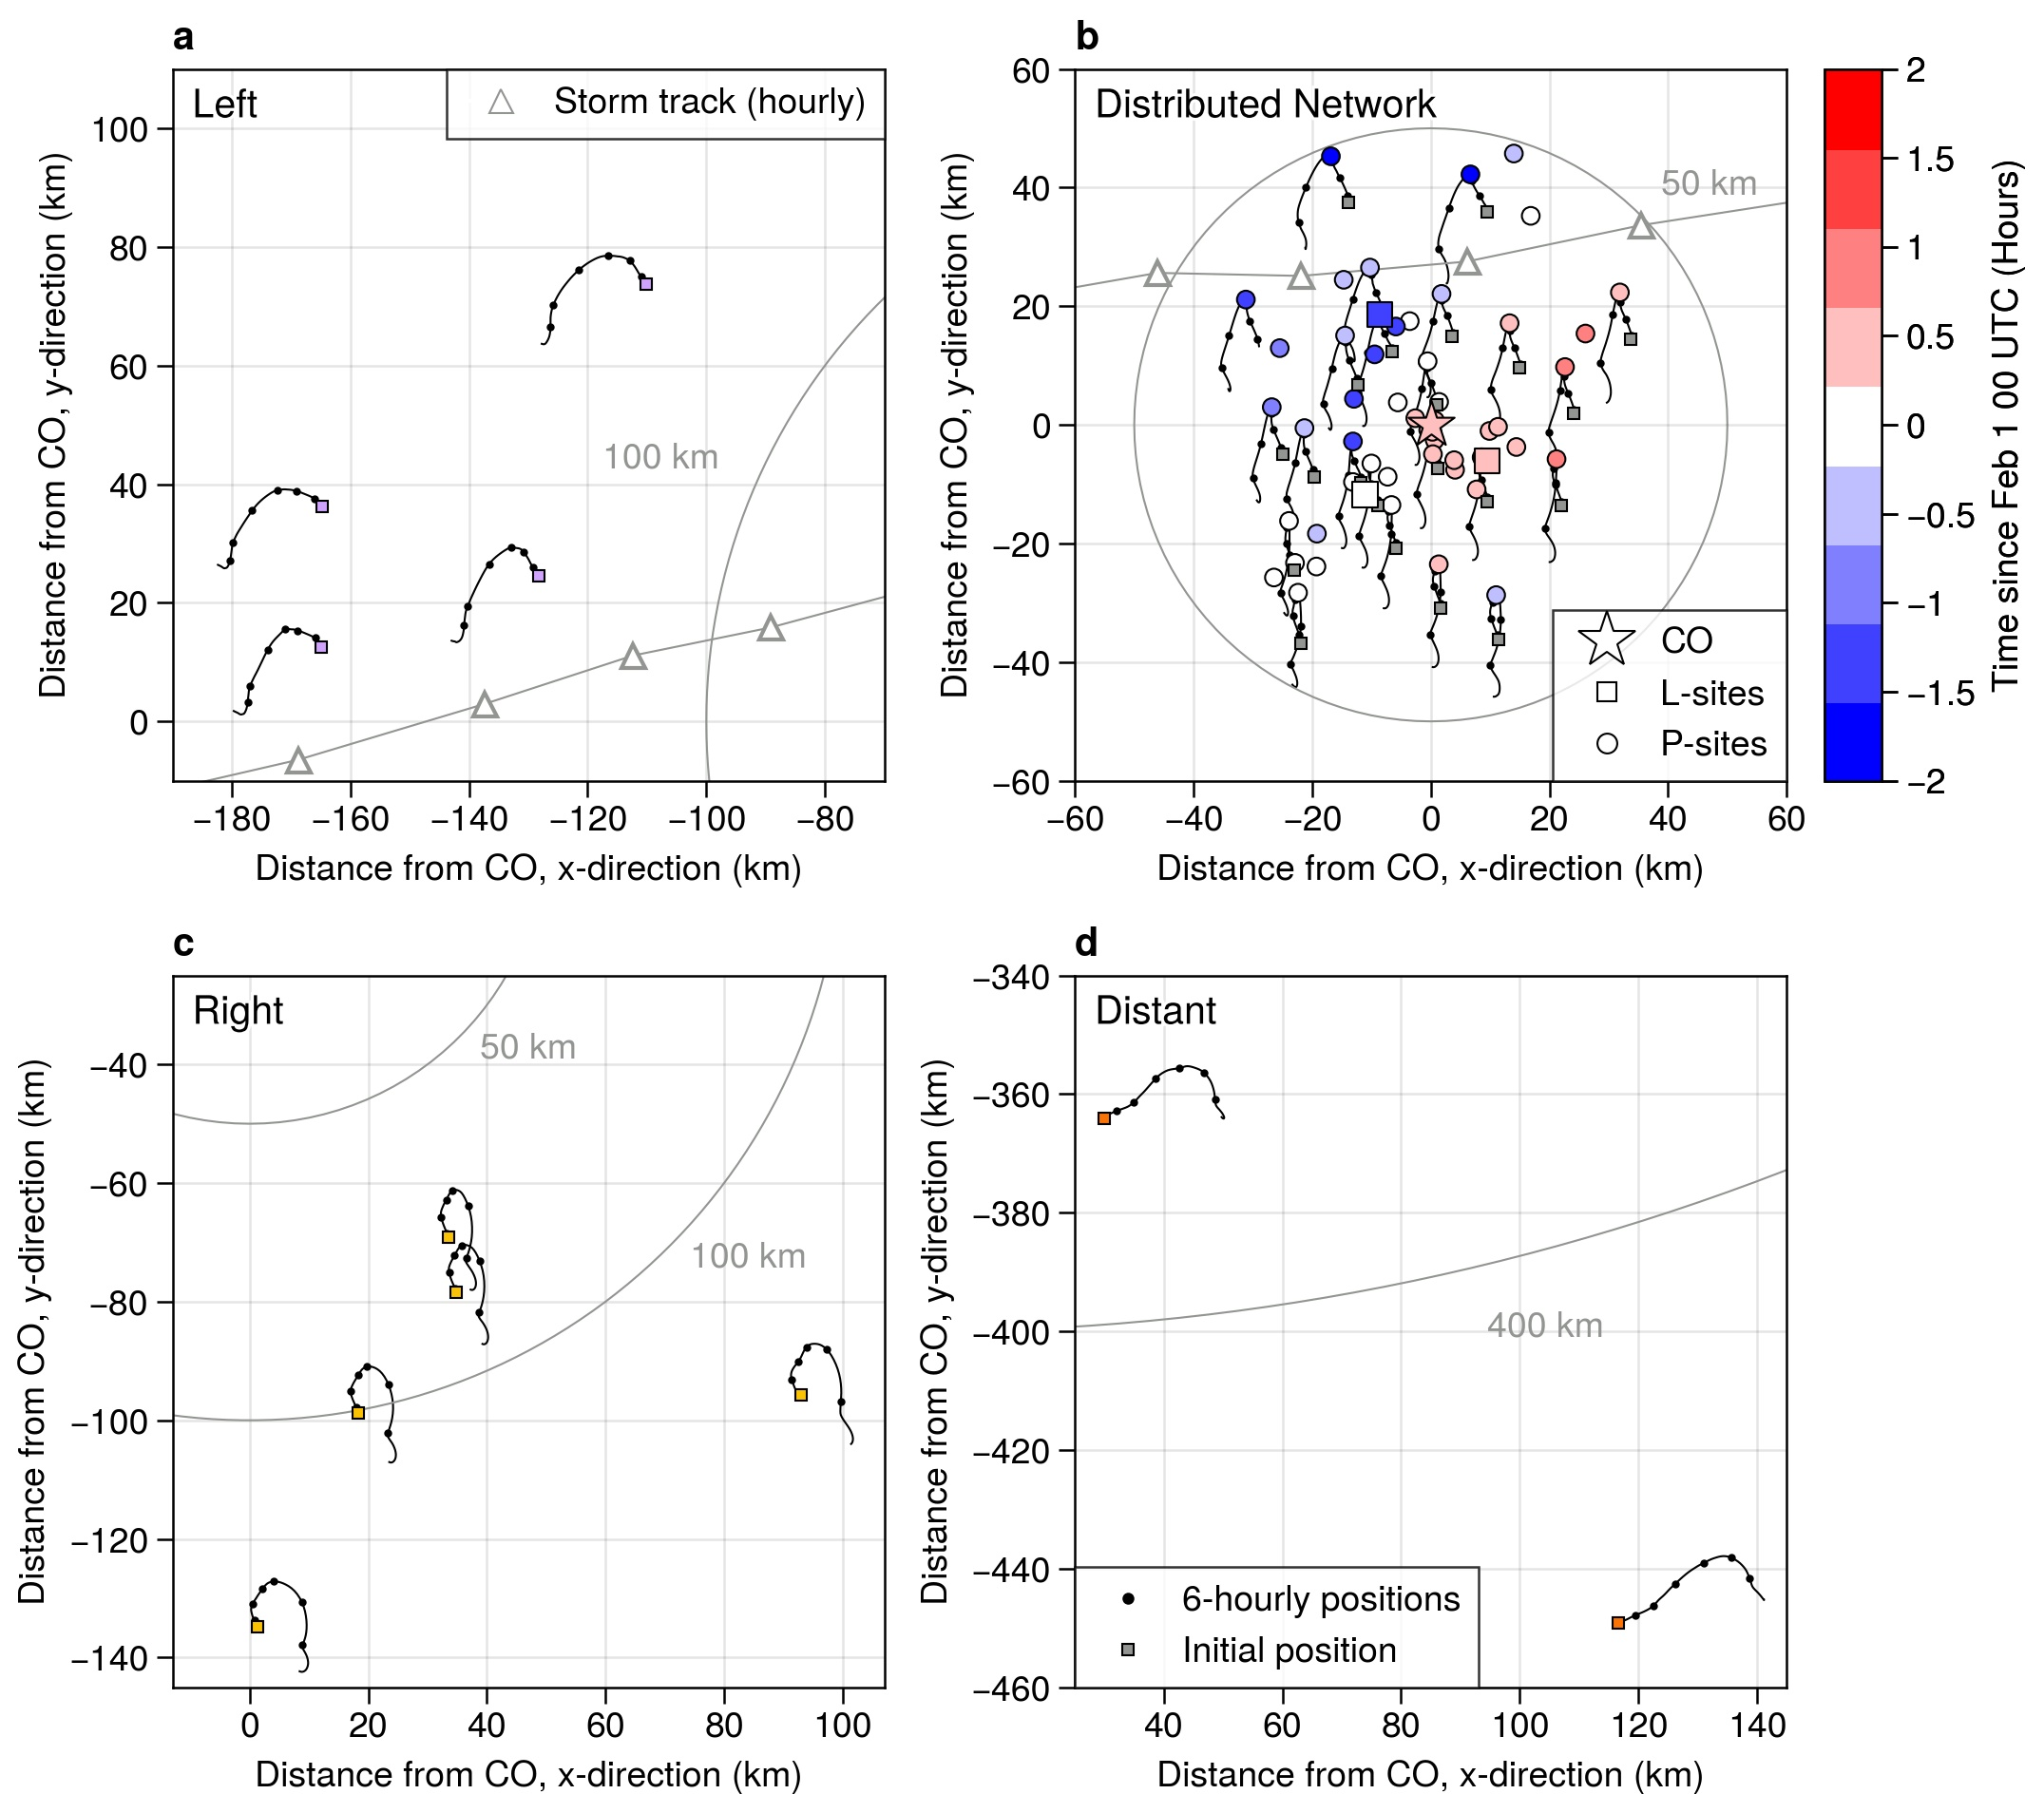 a
Left
Storm track (hourly)
100 km
100
80
60
40
20
0
−180
−160
−140
−120
−100
−80
Distance from CO, x-direction (km)
Distance from CO, y-direction (km)
b
Distributed Network
50 km
CO
L-sites
P-sites
60
40
20
0
−20
−40
−60
−60
−40
−20
0
20
40
60
Distance from CO, x-direction (km)
Distance from CO, y-direction (km)
2
1.5
1
0.5
0
−0.5
−1
−1.5
−2
Time since Feb 1 00 UTC (Hours)
c
Right
50 km
100 km
−40
−60
−80
−100
−120
−140
0
20
40
60
80
100
Distance from CO, x-direction (km)
Distance from CO, y-direction (km)
d
Distant
400 km
6-hourly positions
Initial position
−340
−360
−380
−400
−420
−440
−460
40
60
80
100
120
140
Distance from CO, x-direction (km)
Distance from CO, y-direction (km)